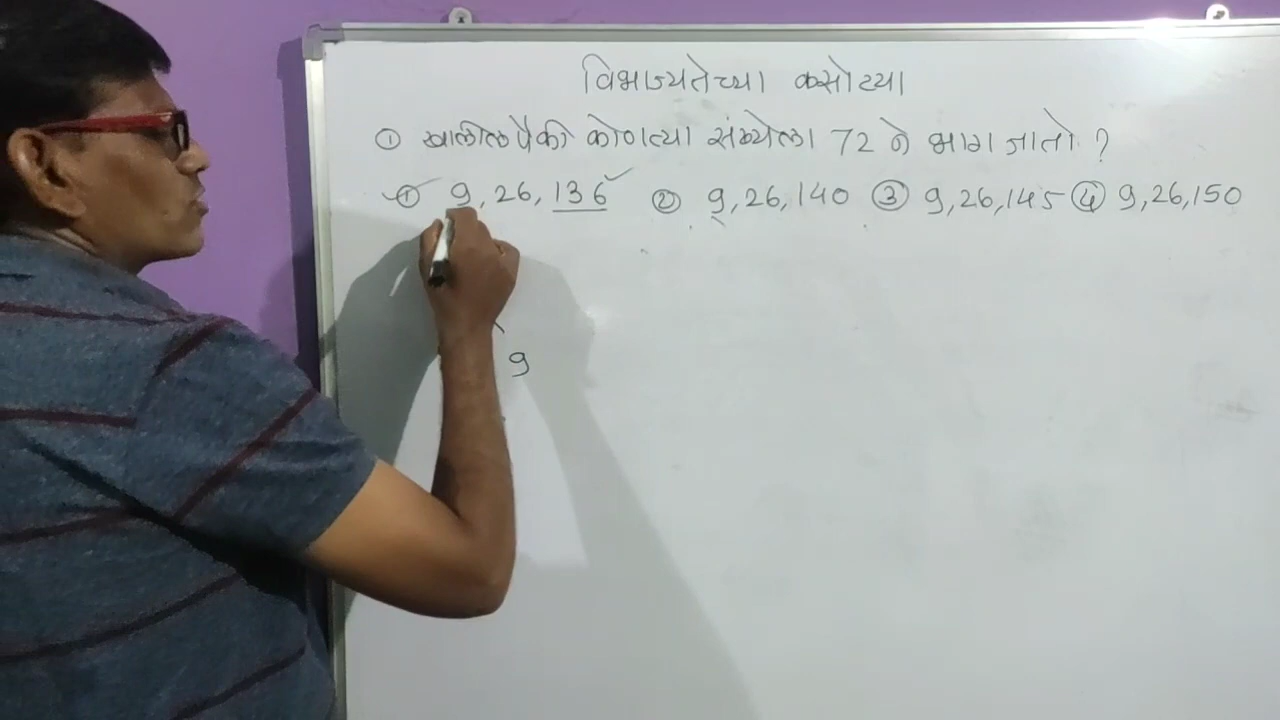 विभाज्यतेच्या कसोट्या
① खालीलपैकी कोणत्या संख्येला 72 ने भाग जातो ?
① 9,26,136 ② 9,26,140 ③ 9,26,145 ④ 9,26,150
9